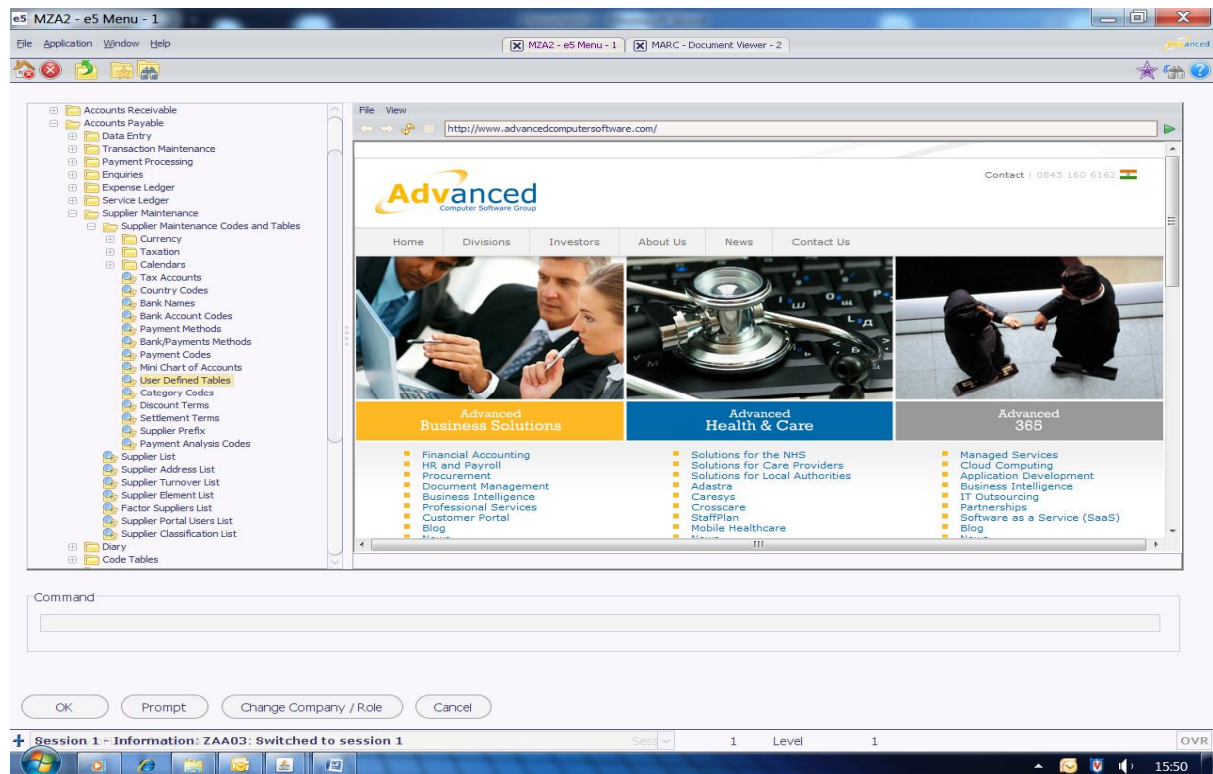 e5 MZA2 - e5 Menu - 1
File Application Window Help
MZA2 - e5 Menu - 1
MARC - Document Viewer - 2
Accounts Receivable
Accounts Payable
Data Entry
Transaction Maintenance
Payment Processing
Enquiries
Expense Ledger
Service Ledger
Supplier Maintenance
Supplier Maintenance Codes and Tables
Currency
Taxation
Calendars
Tax Accounts
Country Codes
Bank Names
Bank Account Codes
Payment Methods
Bank/Payments Methods
Payment Codes
Mini Chart of Accounts
User Defined Tables
Category Codes
Discount Terms
Settlement Terms
Supplier Prefix
Payment Analysis Codes
Supplier List
Supplier Address List
Supplier Turnover List
Supplier Element List
Factor Suppliers List
Supplier Portal Users List
Supplier Classification List
Diary
Code Tables
File View
http://www.advancedcomputersoftware.com/
Advanced
Computer Software Group
Contact | 0845 160 6162
Home Divisions Investors About Us News Contact Us
Advanced
Business Solutions
Financial Accounting
HR and Payroll
Procurement
Document Management
Business Intelligence
Professional Services
Customer Portal
Blog
News
Advanced
Health & Care
Solutions for the NHS
Solutions for Care Providers
Solutions for Local Authorities
Adastra
Caresys
Crosscare
StaffPlan
Mobile Healthcare
News
Advanced
365
Managed Services
Cloud Computing
Application Development
Business Intelligence
IT Outsourcing
Partnerships
Software as a Service (SaaS)
Blog
News
Command
OK Prompt Change Company / Role Cancel
Session 1 - Information: ZAA03: Switched to session 1 Sess 1 Level 1 OVR
15:50